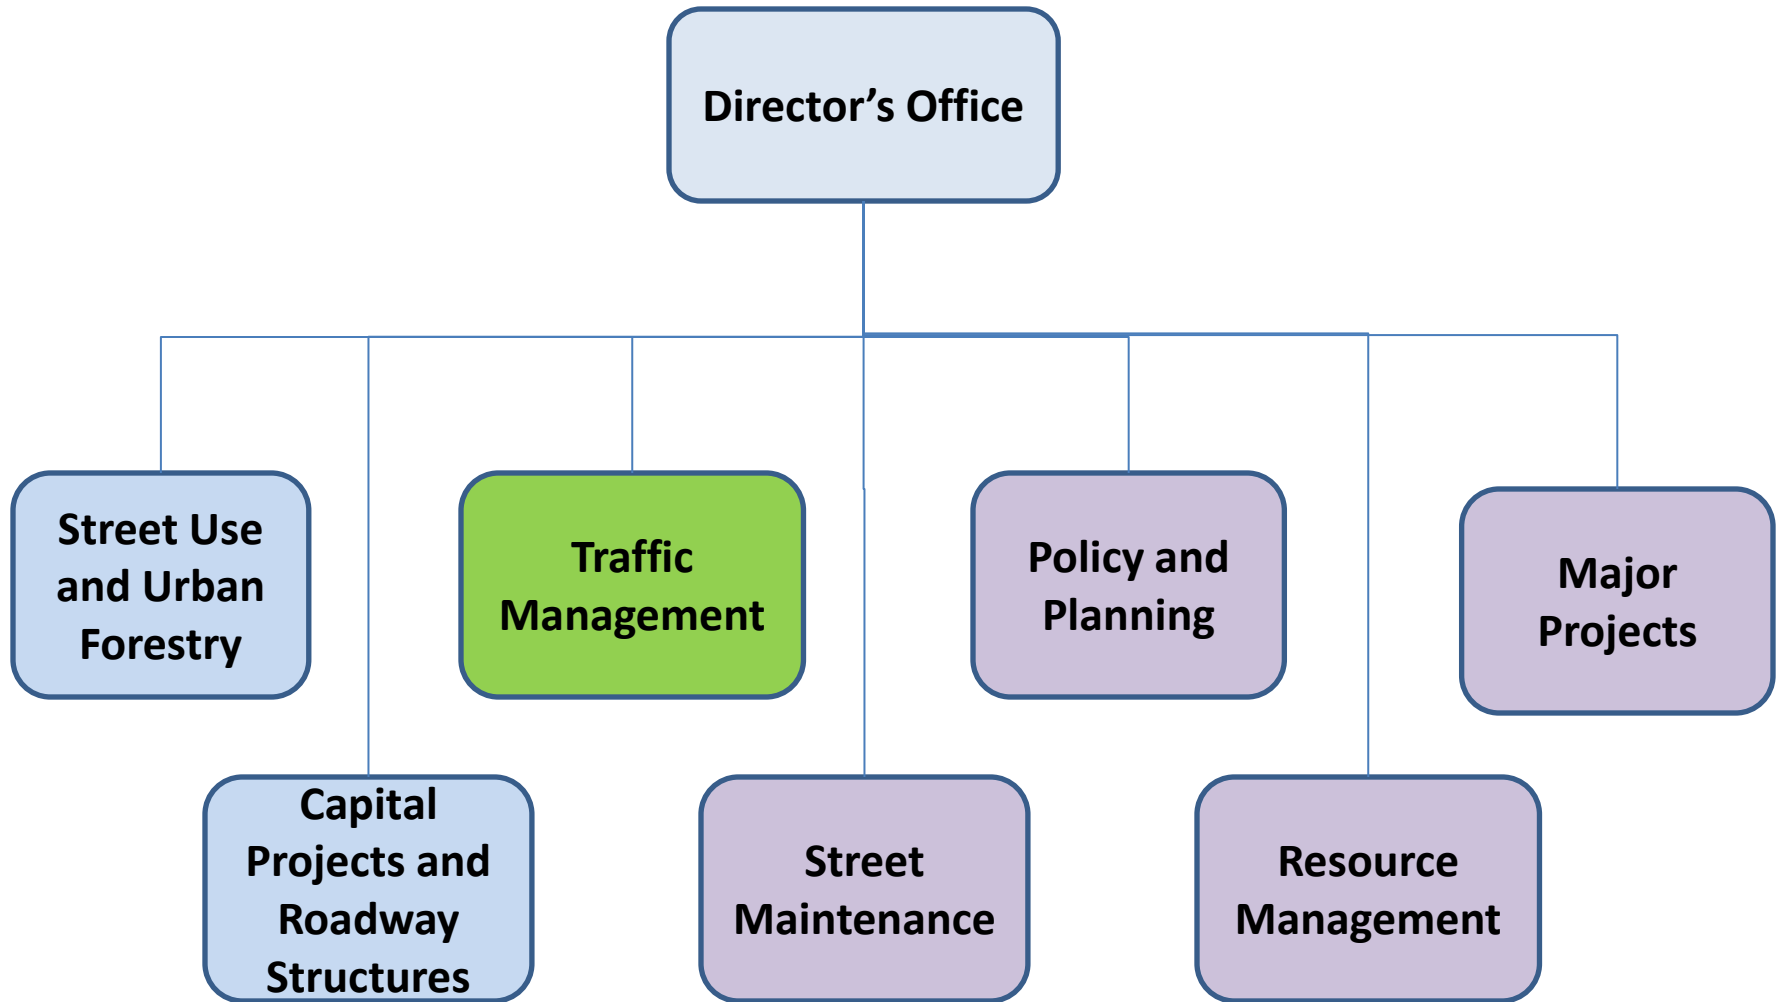 Director’s Office
Street Use
and Urban
Forestry
Traffic
Management
Policy and
Planning
Major
Projects
Capital
Projects and
Roadway
Structures
Street
Maintenance
Resource
Management